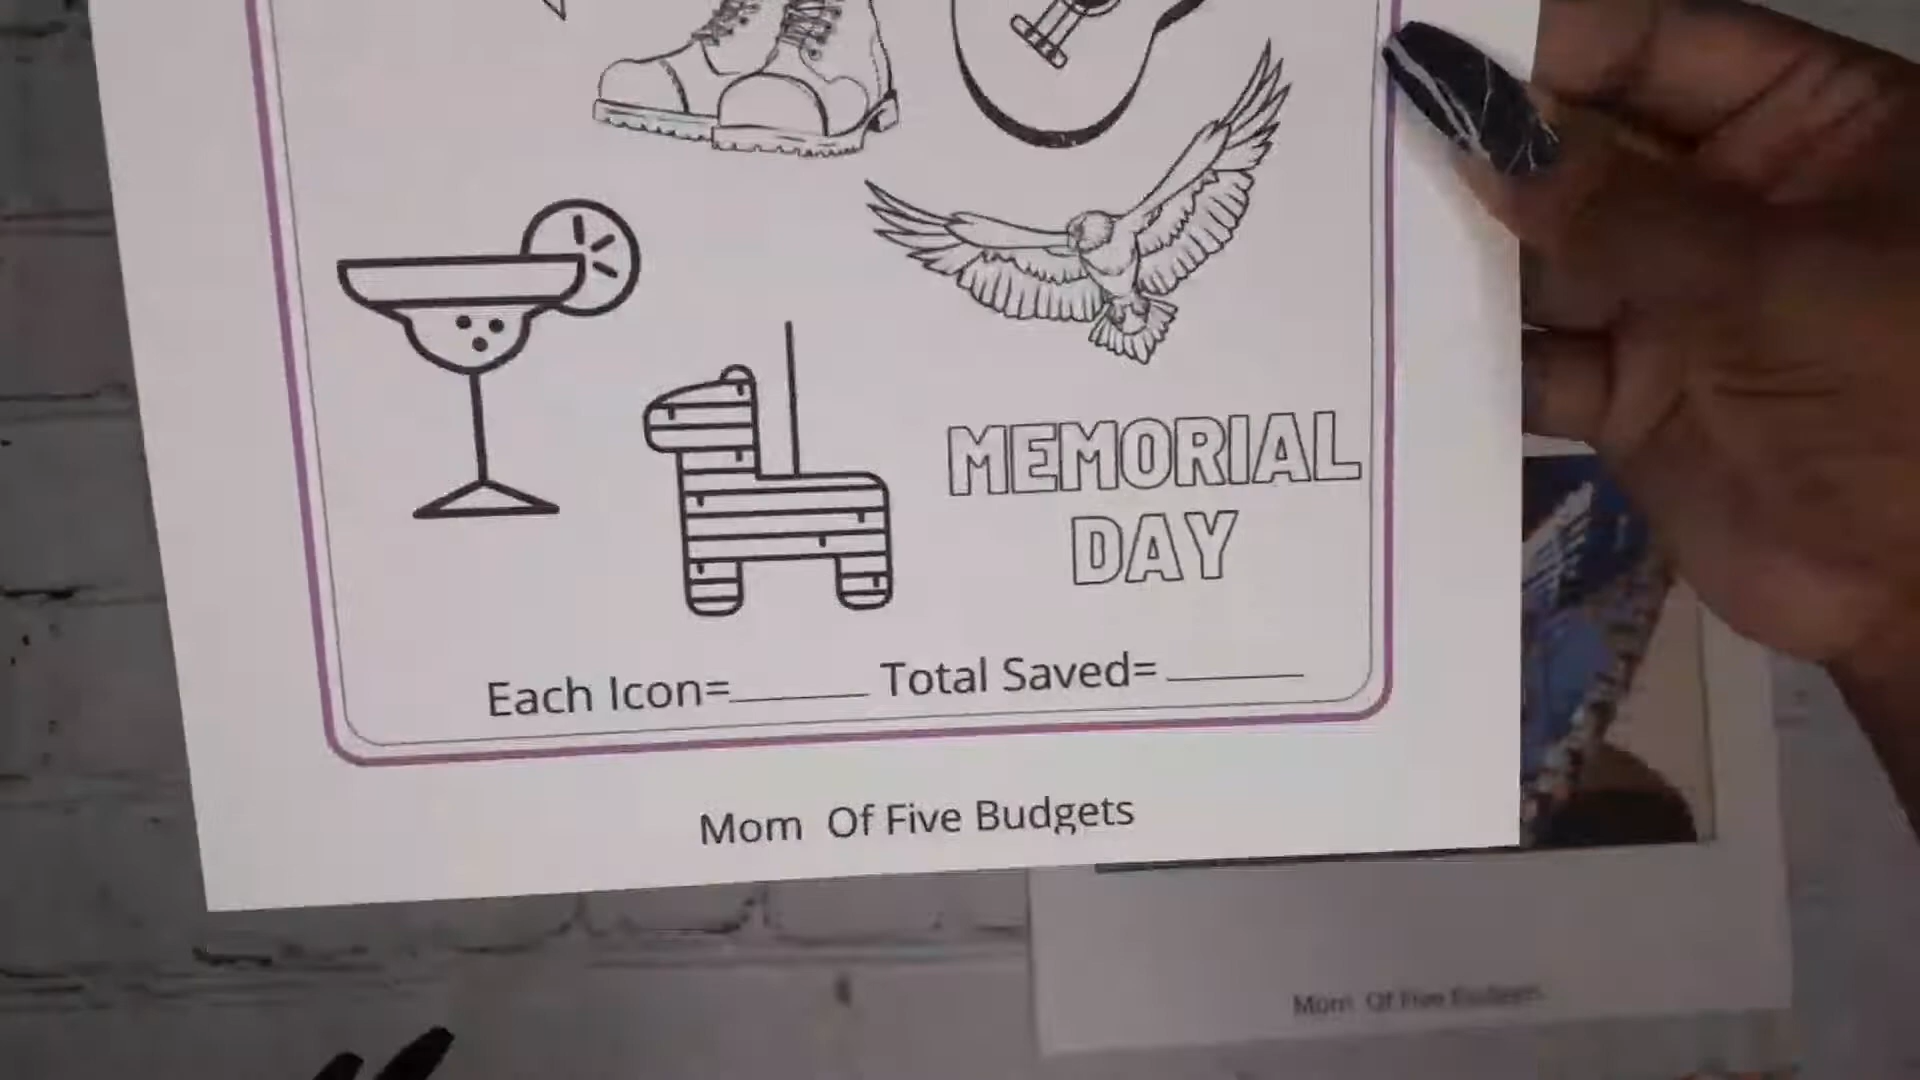 MEMORIAL
DAY
Each Icon=______ Total Saved=______
Mom Of Five Budgets
Mom Of Five Budgets